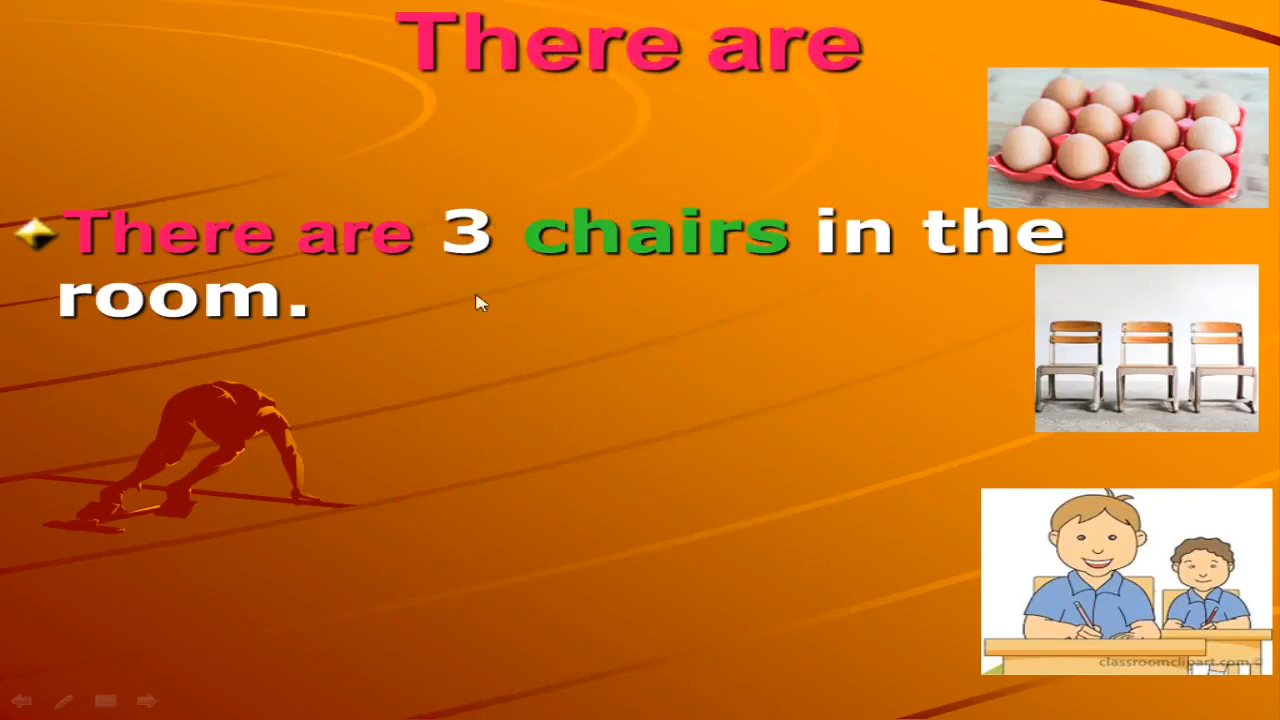 There are
There are 3 chairs in the
room.
classroomclipart.com ©